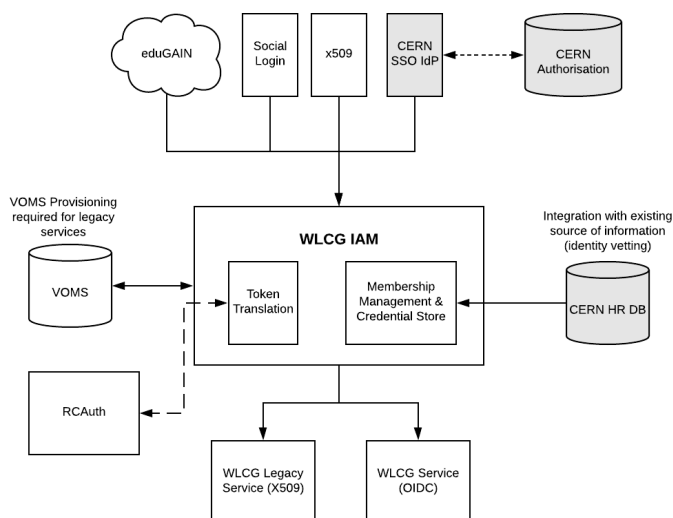 eduGAIN
Social
Login
x509
CERN
SSO IdP
CERN
Authorisation
VOMS Provisioning
required for legacy
services
VOMS
WLCG IAM
Token
Translation
Membership
Management &
Credential Store
Integration with existing
source of information
(identity vetting)
CERN HR DB
RCAuth
WLCG Legacy
Service (X509)
WLCG Service
(OIDC)